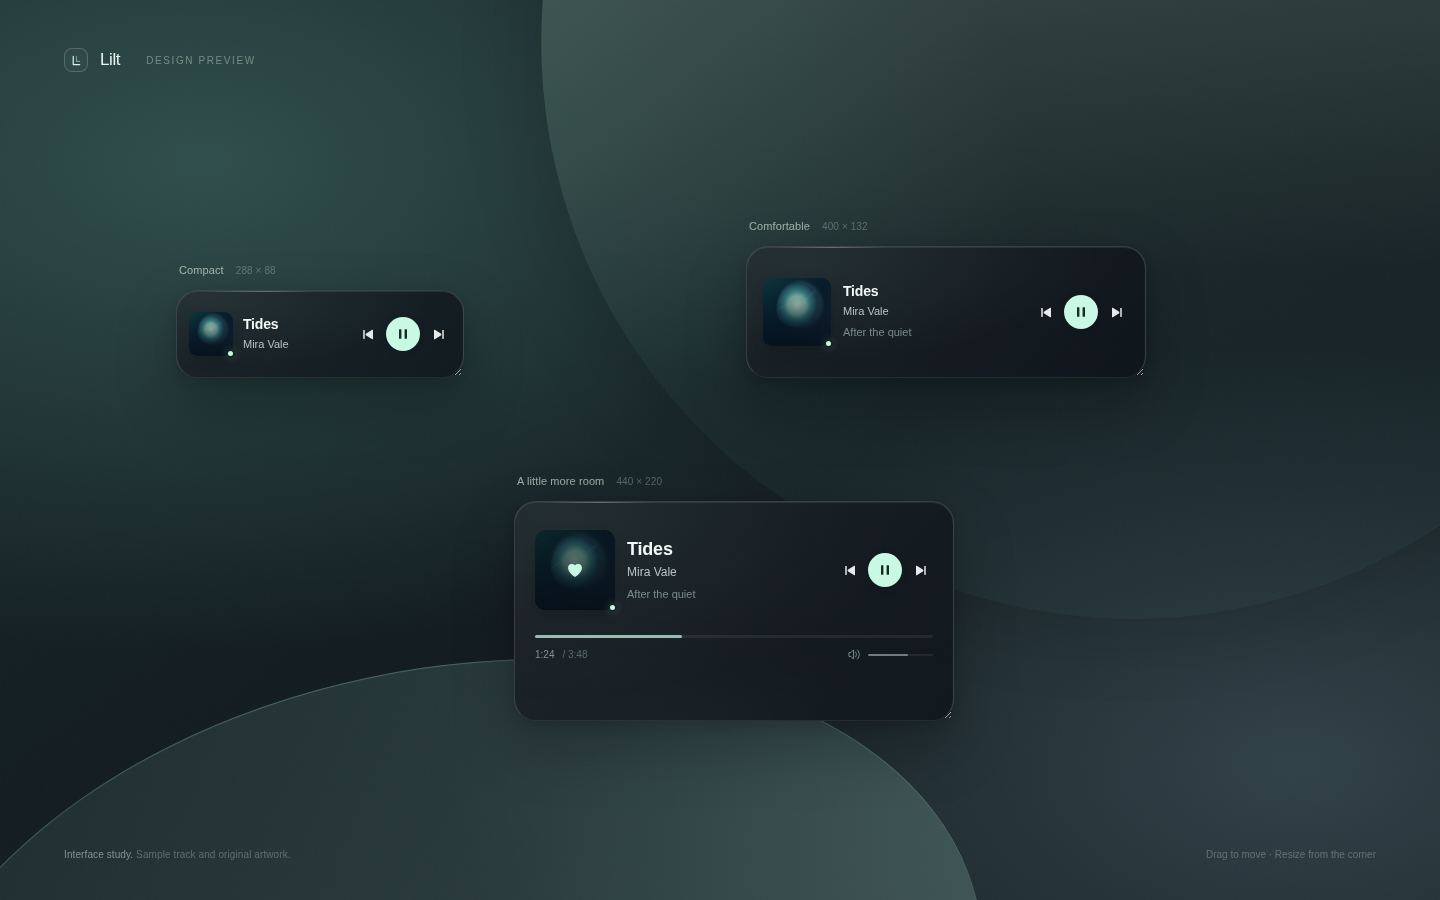 Lilt DESIGN PREVIEW
Comfortable 400 × 132
Tides
Mira Vale
After the quiet
Compact 288 × 88
Tides
Mira Vale
A little more room 440 × 220
Tides
Mira Vale
After the quiet
1:24 / 3:48
Interface study. Sample track and original artwork.
Drag to move · Resize from the corner